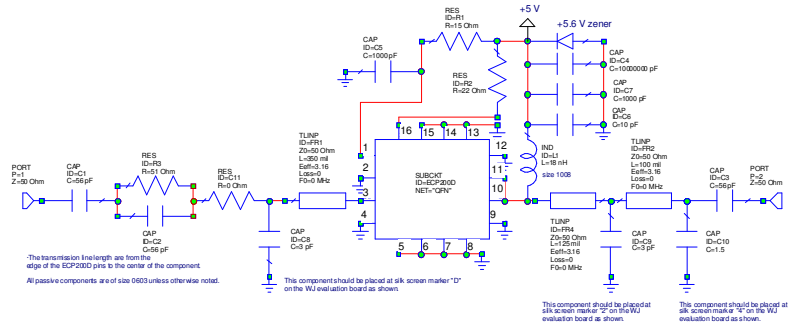 +5 V
+5.6 V zener
RES
ID=R1
R=15 Ohm
CAP
ID=C5
C=1000 pF
CAP
ID=C4
C=10000000 pF
RES
ID=R2
R=22 Ohm
CAP
ID=C7
C=1000 pF
CAP
ID=C6
C=10 pF
16
15
14
13
TLINP
ID=FR1
Z0=50 Ohm
L=350 mil
Eeff=3.16
Loss=0
F0=0 MHz
1
2
3
4
12
11
10
9
SUBCKT
ID=ECP200D
NET="QFN"
5
6
7
8
IND
ID=L1
L=18 nH
size 1008
TLINP
ID=FR2
Z0=50 Ohm
L=100 mil
Eeff=3.16
Loss=0
F0=0 MHz
PORT
P=1
Z=50 Ohm
CAP
ID=C1
C=56 pF
RES
ID=R3
R=51 Ohm
RES
ID=C11
R=0 Ohm
CAP
ID=C2
C=56 pF
CAP
ID=C8
C=3 pF
TLINP
ID=FR4
Z0=50 Ohm
L=125 mil
Eeff=3.16
Loss=0
F0=0 MHz
CAP
ID=C9
C=3 pF
CAP
ID=C3
C=56pF
PORT
P=2
Z=50 Ohm
CAP
ID=C10
C=1.5
-The transmission line length are from the
edge of the ECP200D pins to the center of the component.
All passive components are of size 0603 unless otherwise noted.
This component should be placed at silk screen marker "D"
on the WJ evaluation board as shown.
This component should be placed at
silk screen marker "2" on the WJ
evaluation board as shown.
This component should be placed at
silk screen marker "4" on the WJ
evaluation board as shown.